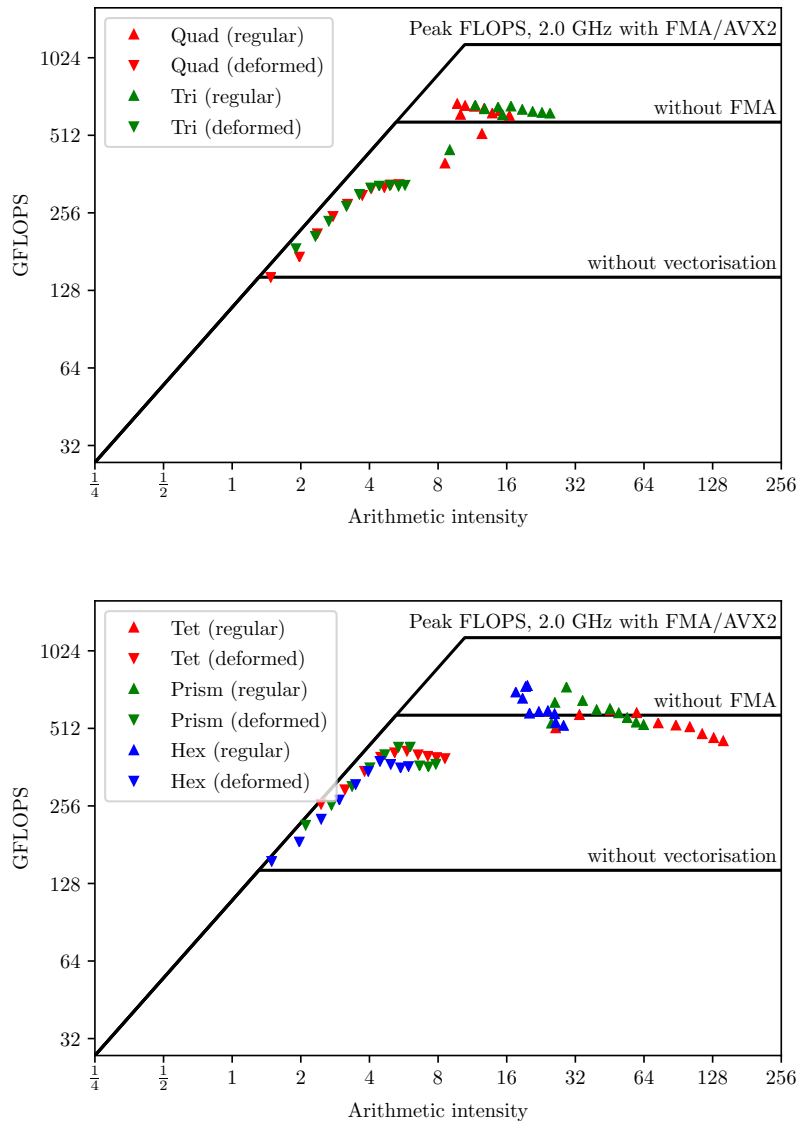 Peak FLOPS, 2.0 GHz with FMA/AVX2
Quad (regular)
Quad (deformed)
Tri (regular)
Tri (deformed)
without FMA
without vectorisation
GFLOPS
1024
512
256
128
64
32
1/4 1/2 1 2 4 8 16 32 64 128 256
Arithmetic intensity
Peak FLOPS, 2.0 GHz with FMA/AVX2
Tet (regular)
Tet (deformed)
Prism (regular)
Prism (deformed)
Hex (regular)
Hex (deformed)
without FMA
without vectorisation
GFLOPS
1024
512
256
128
64
32
1/4 1/2 1 2 4 8 16 32 64 128 256
Arithmetic intensity